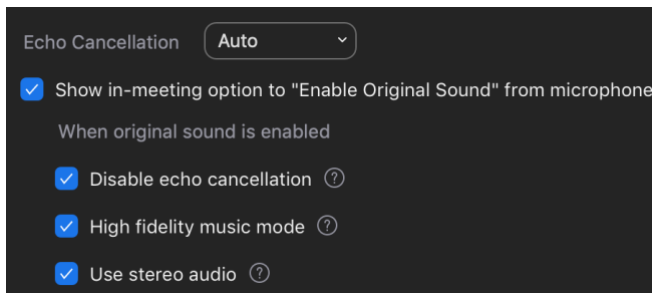 Echo Cancellation Auto
Show in-meeting option to "Enable Original Sound" from microphone
When original sound is enabled
Disable echo cancellation ?
High fidelity music mode ?
Use stereo audio ?